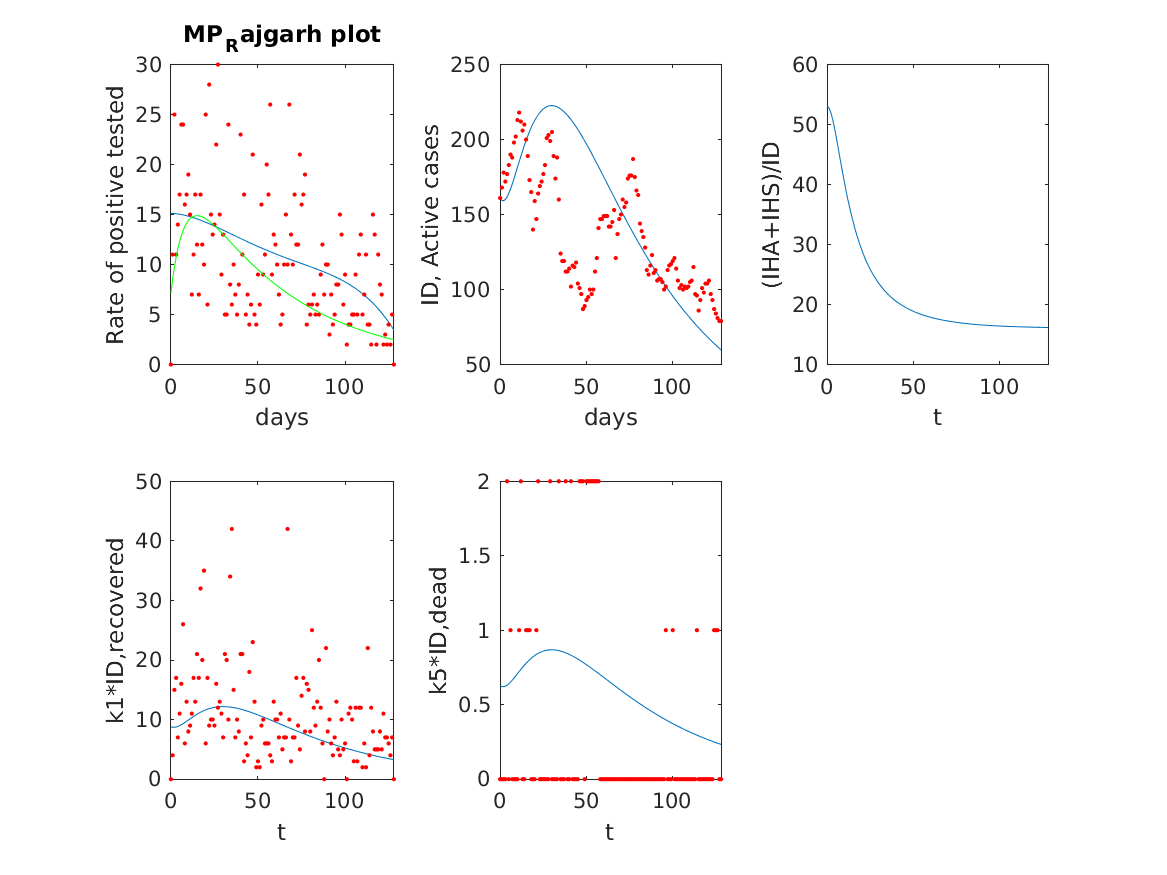 MP_Rajgarh plot
30
25
20
15
10
5
0
0 50 100
days
Rate of positive tested
250
200
150
100
50
0 50 100
days
ID, Active cases
60
50
40
30
20
10
0 50 100
t
(IHA+IHS)/ID
50
40
30
20
10
0
0 50 100
t
k1*ID,recovered
2
1.5
1
0.5
0
0 50 100
t
k5*ID,dead